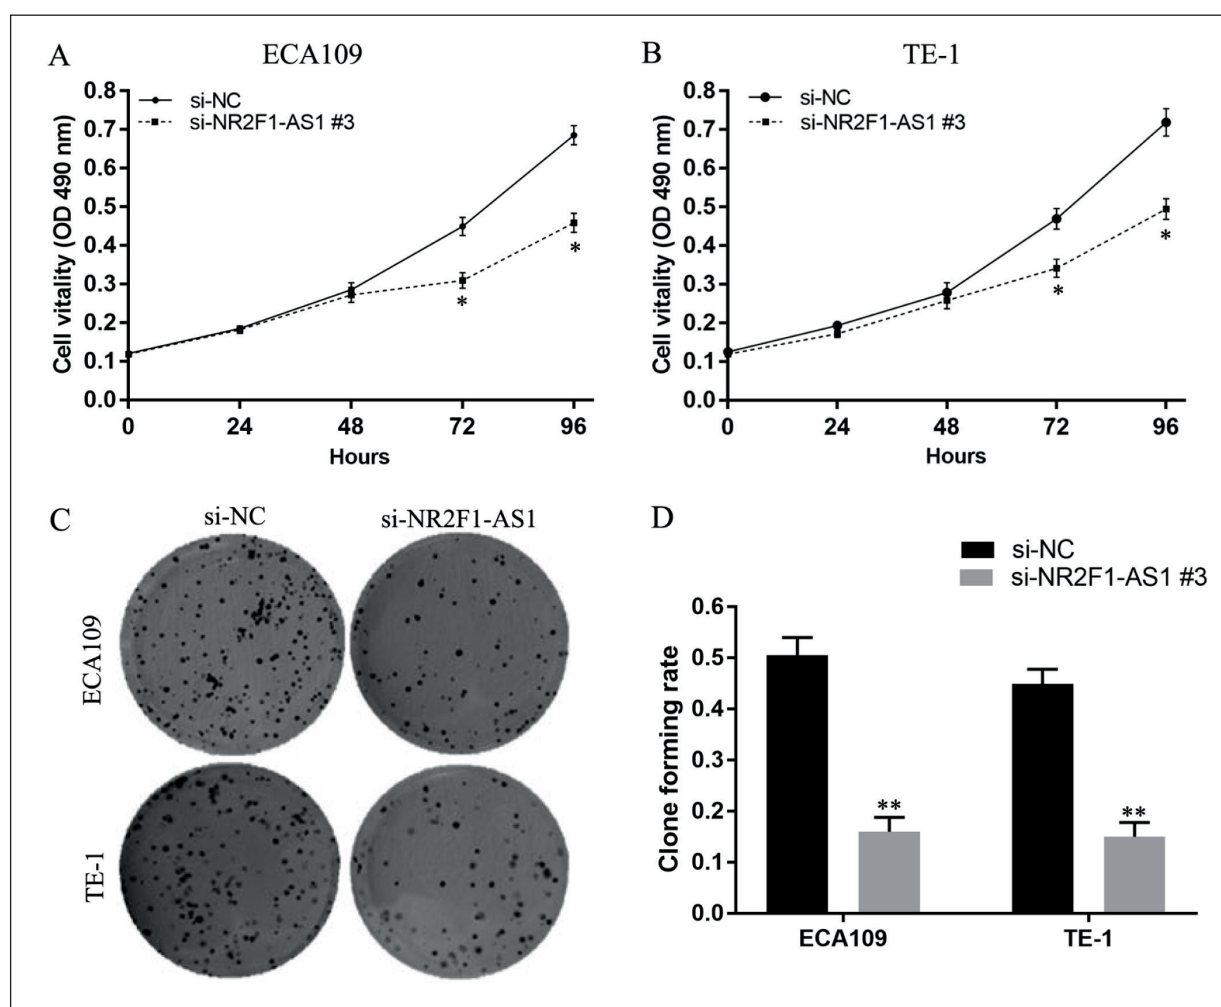 A
ECA109
si-NC
si-NR2F1-AS1 #3
Cell vitality (OD 490 nm)
0.8
0.7
0.6
0.5
0.4
0.3
0.2
0.1
0.0
*
*
0 24 48 72 96
Hours
B
TE-1
si-NC
si-NR2F1-AS1 #3
Cell vitality (OD 490 nm)
0.8
0.7
0.6
0.5
0.4
0.3
0.2
0.1
0.0
*
*
0 24 48 72 96
Hours
C
si-NC si-NR2F1-AS1
ECA109
TE-1
D
si-NC
si-NR2F1-AS1 #3
Clone forming rate
0.6
0.5
0.4
0.3
0.2
0.1
0.0
** **
ECA109 TE-1